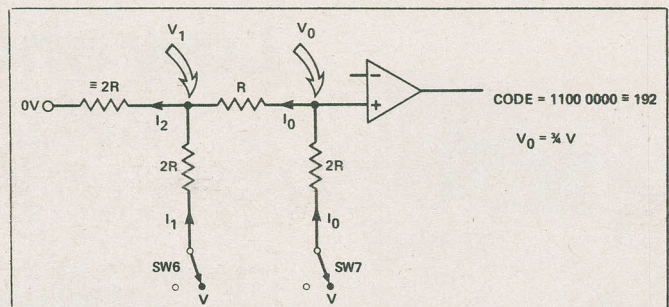 V1
V0
≡ 2R
R
0V
I2
I0
−
+
CODE = 1100 0000 ≡ 192
V0 = ¾ V
2R
2R
I1
I0
SW6
SW7
V
V